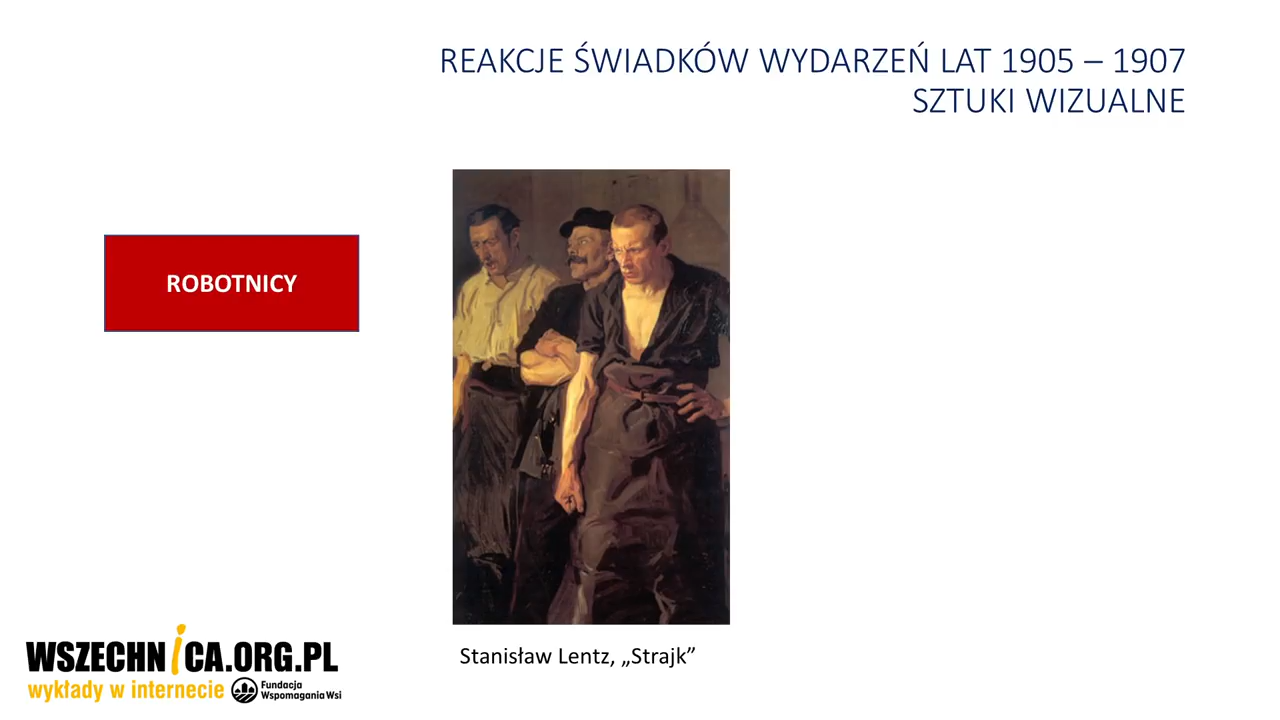 REAKCJE ŚWIADKÓW WYDARZEŃ LAT 1905 – 1907
SZTUKI WIZUALNE
ROBOTNICY
Stanisław Lentz, „Strajk”
WSZECHNICA.ORG.PL
wykłady w internecie
Fundacja
Wspomagania Wsi